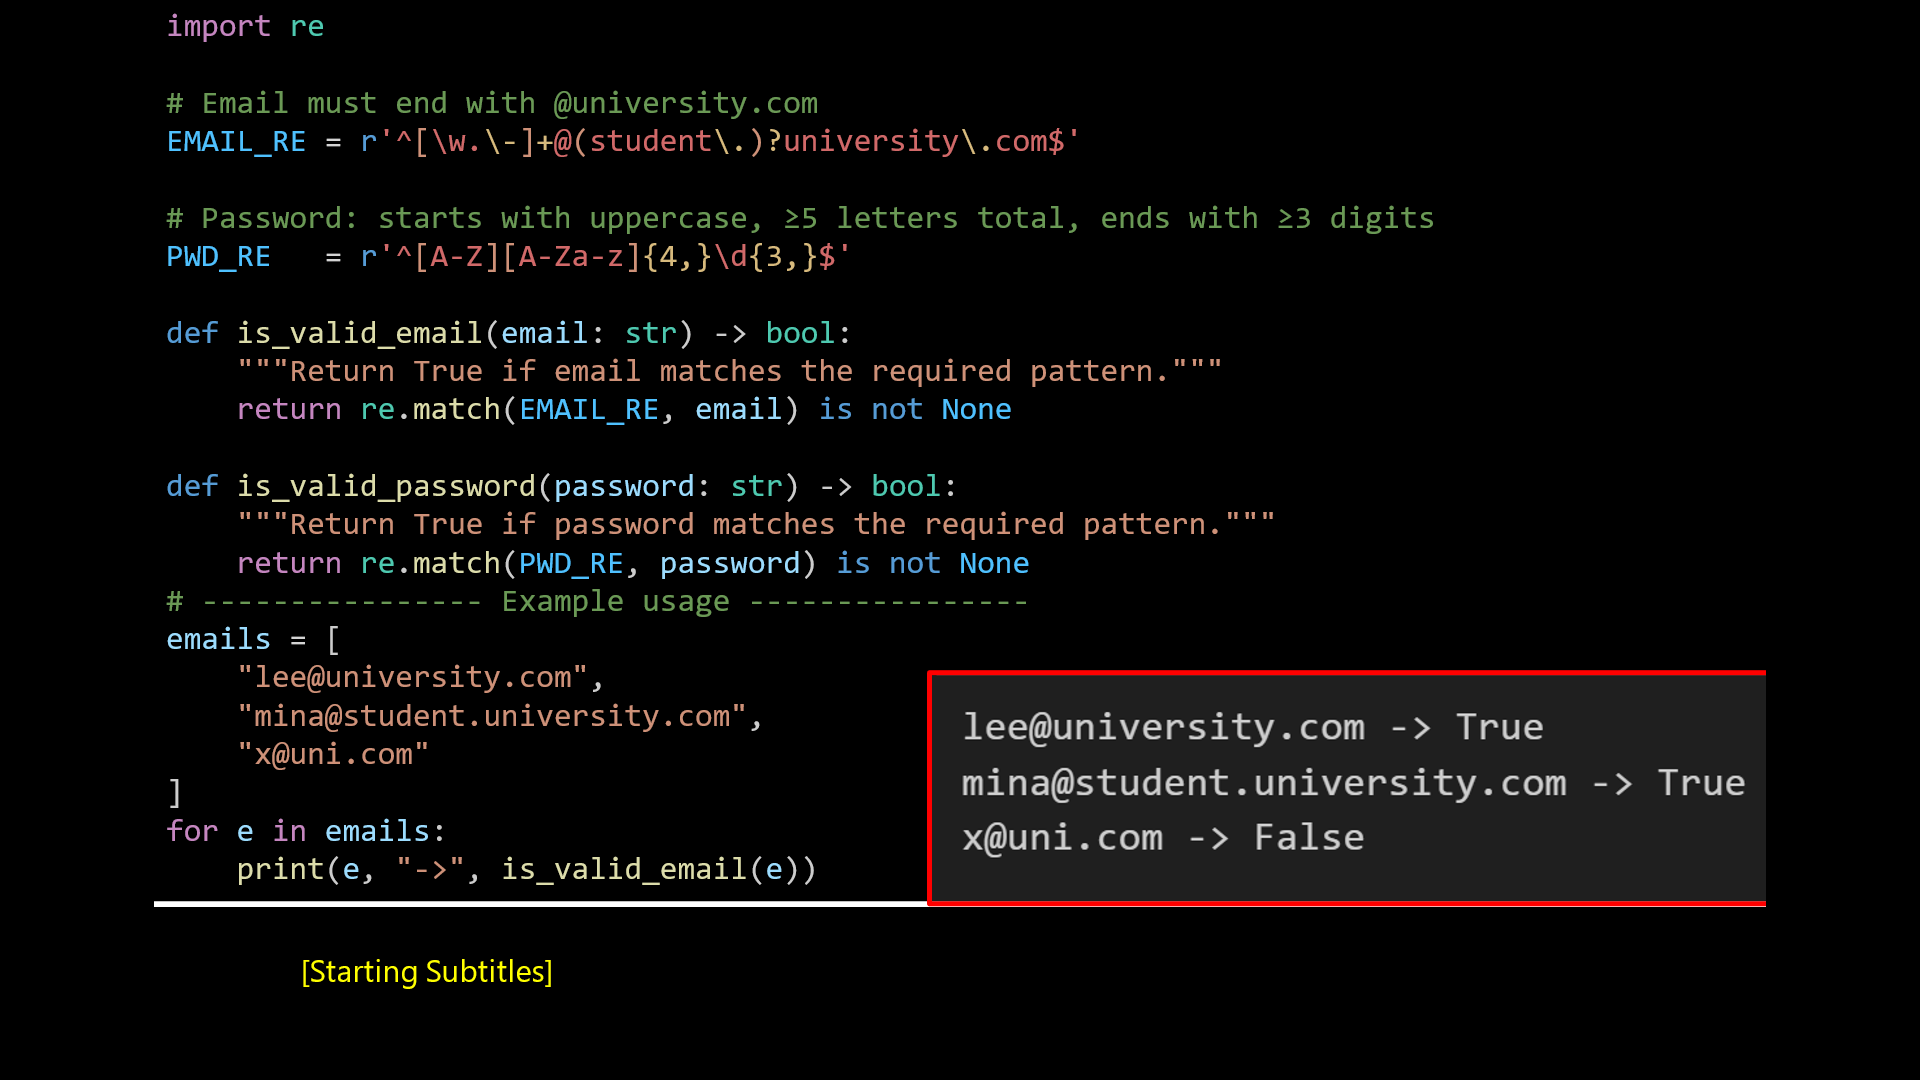 import re

# Email must end with @university.com
EMAIL_RE = r'^[\w.\-]+@(student\.)?university\.com$'

# Password: starts with uppercase, ≥5 letters total, ends with ≥3 digits
PWD_RE   = r'^[A-Z][A-Za-z]{4,}\d{3,}$'

def is_valid_email(email: str) -> bool:
    """Return True if email matches the required pattern."""
    return re.match(EMAIL_RE, email) is not None

def is_valid_password(password: str) -> bool:
    """Return True if password matches the required pattern."""
    return re.match(PWD_RE, password) is not None
# ---------------- Example usage ----------------
emails = [
    "lee@university.com",
    "mina@student.university.com",
    "x@uni.com"
]
for e in emails:
    print(e, "->", is_valid_email(e))
lee@university.com -> True
mina@student.university.com -> True
x@uni.com -> False
[Starting Subtitles]